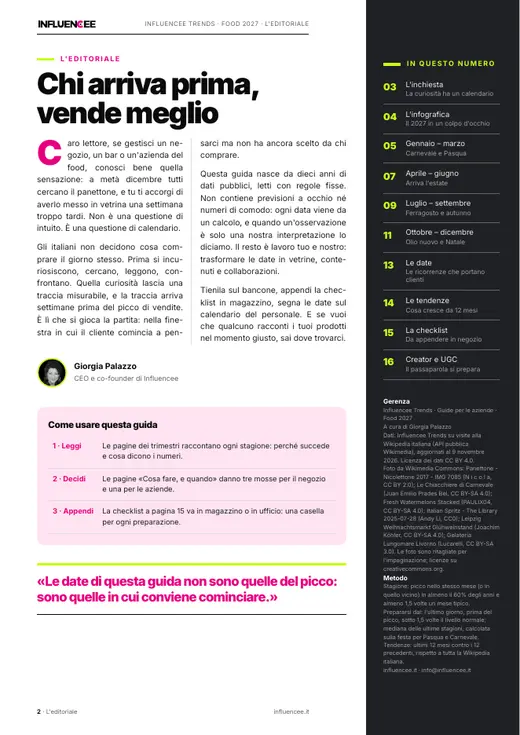 INFLUENCEE
INFLUENCEE TRENDS · FOOD 2027 · L'EDITORIALE
L'EDITORIALE
Chi arriva prima,
vende meglio
Caro lettore, se gestisci un ne-
gozio, un bar o un'azienda del
food, conosci bene quella
sensazione: a metà dicembre tutti
cercano il panettone, e tu ti accorgi di
averlo messo in vetrina una settimana
troppo tardi. Non è una questione di
intuito. È una questione di calendario.
Gli italiani non decidono cosa com-
prare il giorno stesso. Prima si incu-
riosiscono, cercano, leggono, con-
frontano. Quella curiosità lascia una
traccia misurabile, e la traccia arriva
settimane prima del picco di vendite.
È lì che si gioca la partita: nella fine-
stra in cui il cliente comincia a pen-
sarci ma non ha ancora scelto da chi
comprare.
Questa guida nasce da dieci anni di
dati pubblici, letti con regole fisse.
Non contiene previsioni a occhio né
numeri di comodo: ogni data viene da
un calcolo, e quando un'osservazione
è solo una nostra interpretazione lo
diciamo. Il resto è lavoro tuo e nostro:
trasformare le date in vetrine, conte-
nuti e collaborazioni.
Tienila sul bancone, appendi la chec-
klist in magazzino, segna le date sul
calendario del personale. E se vuoi
che qualcuno racconti i tuoi prodotti
nel momento giusto, sai dove trovarci.
Giorgia Palazzo
CEO e co-founder di Influencee
Come usare questa guida
1 · Leggi Le pagine dei trimestri raccontano ogni stagione: perché succede
e cosa dicono i numeri.
2 · Decidi Le pagine «Cosa fare, e quando» danno tre mosse per il negozio
e una per le aziende.
3 · Appendi La checklist a pagina 15 va in magazzino o in ufficio: una casella
per ogni preparazione.
«Le date di questa guida non sono quelle del picco:
sono quelle in cui conviene cominciare.»
2 · L'editoriale
influencee.it
IN QUESTO NUMERO
03 L'inchiesta
La curiosità ha un calendario
04 L'infografica
Il 2027 in un colpo d'occhio
05 Gennaio – marzo
Carnevale e Pasqua
07 Aprile – giugno
Arriva l'estate
09 Luglio – settembre
Ferragosto e autunno
11 Ottobre – dicembre
Olio nuovo e Natale
13 Le date
Le ricorrenze che portano
clienti
14 Le tendenze
Cosa cresce da 12 mesi
15 La checklist
Da appendere in negozio
16 Creator e UGC
Il passaparola si prepara
Gerenza
Influencee Trends · Guide per le aziende ·
Food 2027
A cura di Giorgia Palazzo
Dati: Influencee Trends su visite alla
Wikipedia italiana (API pubblica
Wikimedia), aggiornati al 9 novembre
2026. Licenza dei dati CC BY 4.0.
Foto da Wikimedia Commons: Panettone -
Nicolettone 2017 - IMG 7085 (N i c o l a,
CC BY 2.0); Le Chiacchiere di Carnevale
(Juan Emilio Prades Bel, CC BY-SA 4.0);
Fresh Watermelons Stacked (PAULIXX4,
CC BY-SA 4.0); Italian Spritz - The Library
2025-07-28 (Andy Li, CC0); Leipzig
Weihnachtsmarkt Glühweinstand (Joachim
Köhler, CC BY-SA 4.0); Gelateria
Lungomare Livorno (Lucarelli, CC BY-SA
3.0). Le foto sono ritagliate per
l'impaginazione; licenze su
creativecommons.org.
Metodo
Stagione: picco nello stesso mese (o in
quello vicino) in almeno il 60% degli anni e
almeno 1,5 volte un mese tipico.
Prepararsi dal: l'ultimo giorno, prima del
picco, sotto 1,5 volte il livello normale;
mediana delle ultime stagioni, calcolata
sulla festa per Pasqua e Carnevale.
Tendenze: ultimi 12 mesi contro i 12
precedenti, rispetto a tutta la Wikipedia
italiana.
influencee.it · info@influencee.it